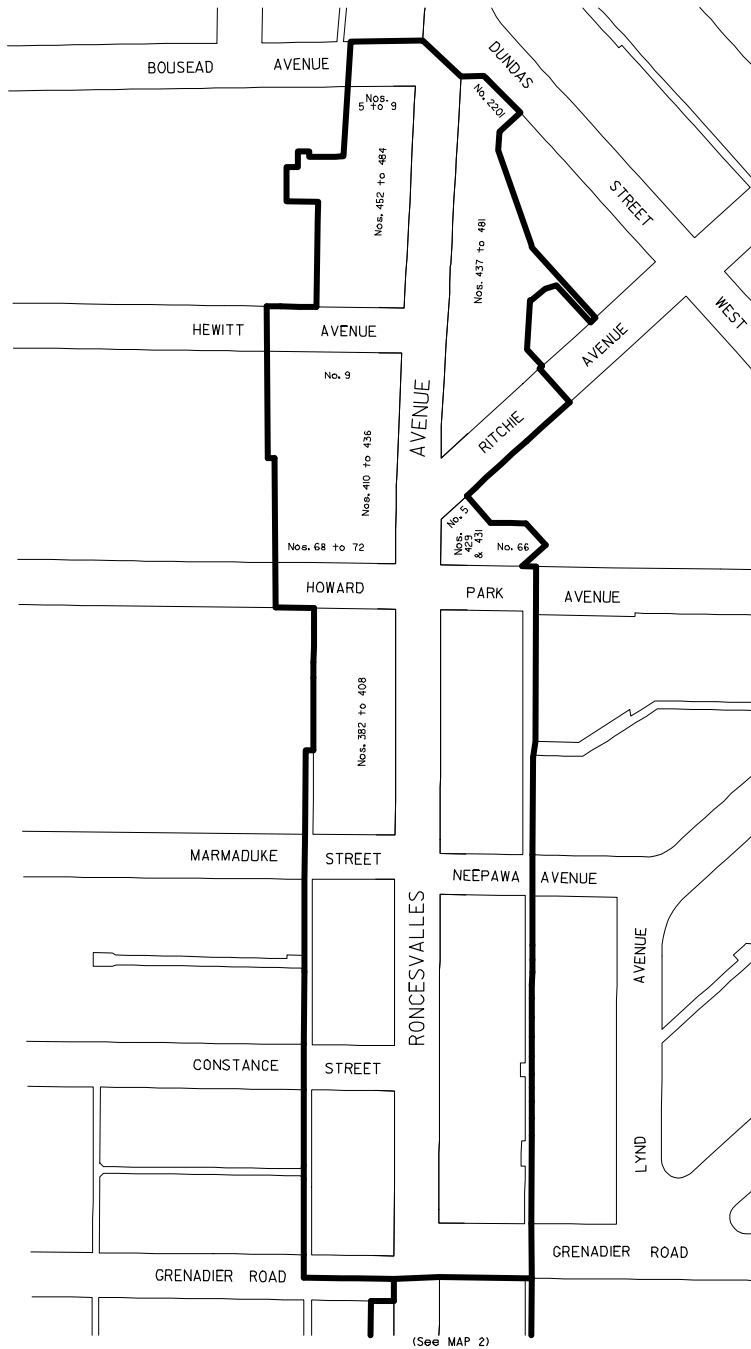 BOUSEAD AVENUE
DUNDAS
STREET
WEST
Nos.
5 to 9
No. 2201
Nos. 452 to 484
Nos. 437 to 481
HEWITT AVENUE
No. 9
AVENUE
RITCHIE
AVENUE
Nos. 410 to 436
No. 5
Nos.
429
& 431
No. 66
Nos. 68 to 72
HOWARD PARK AVENUE
Nos. 382 to 408
MARMADUKE STREET
NEEPAWA AVENUE
RONCESVALLES
AVENUE
CONSTANCE STREET
LYND
GRENADIER ROAD
GRENADIER ROAD
(See MAP 2)